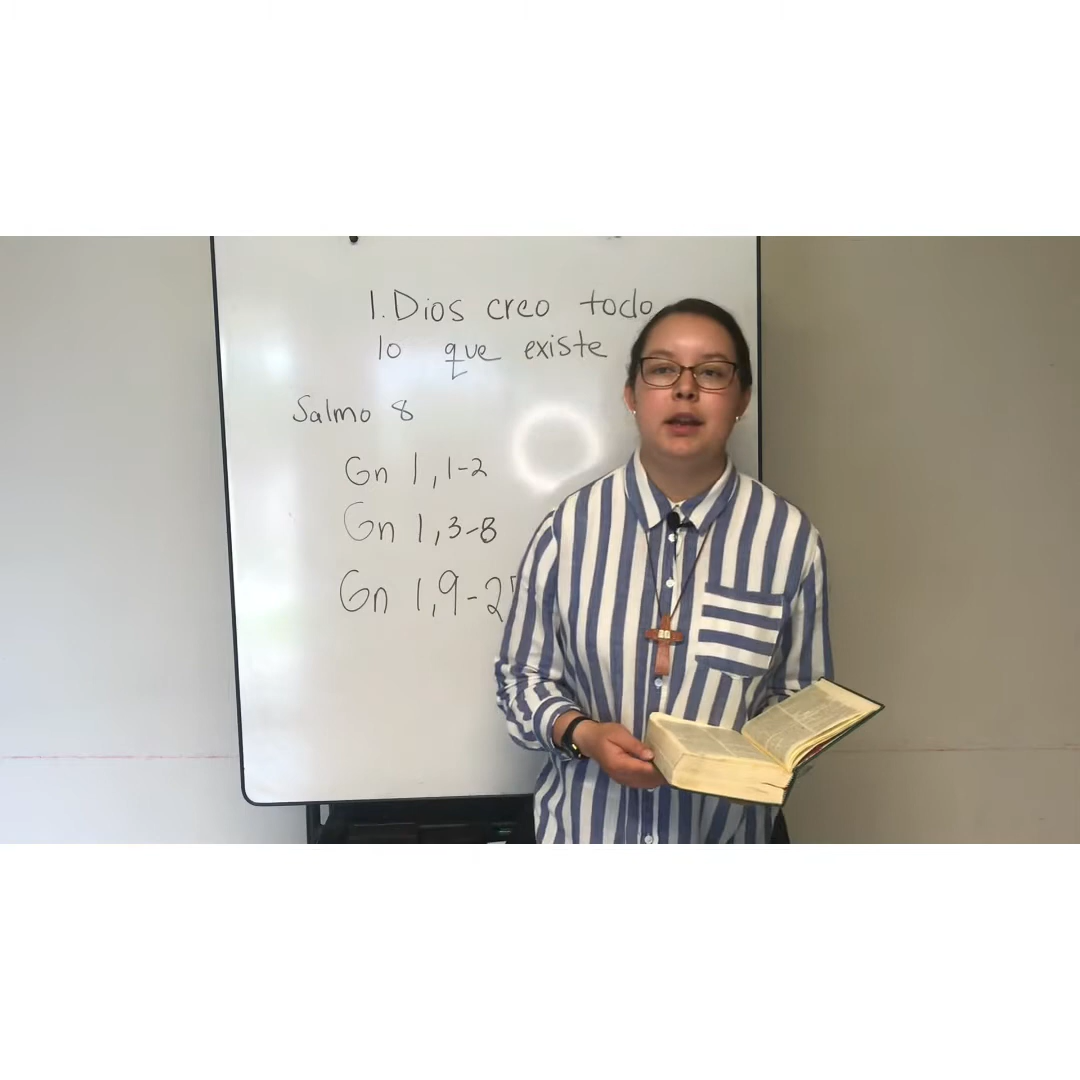 1. Dios creo todo
lo que existe
Salmo 8
Gn 1,1-2
Gn 1,3-8
Gn 1,9-2